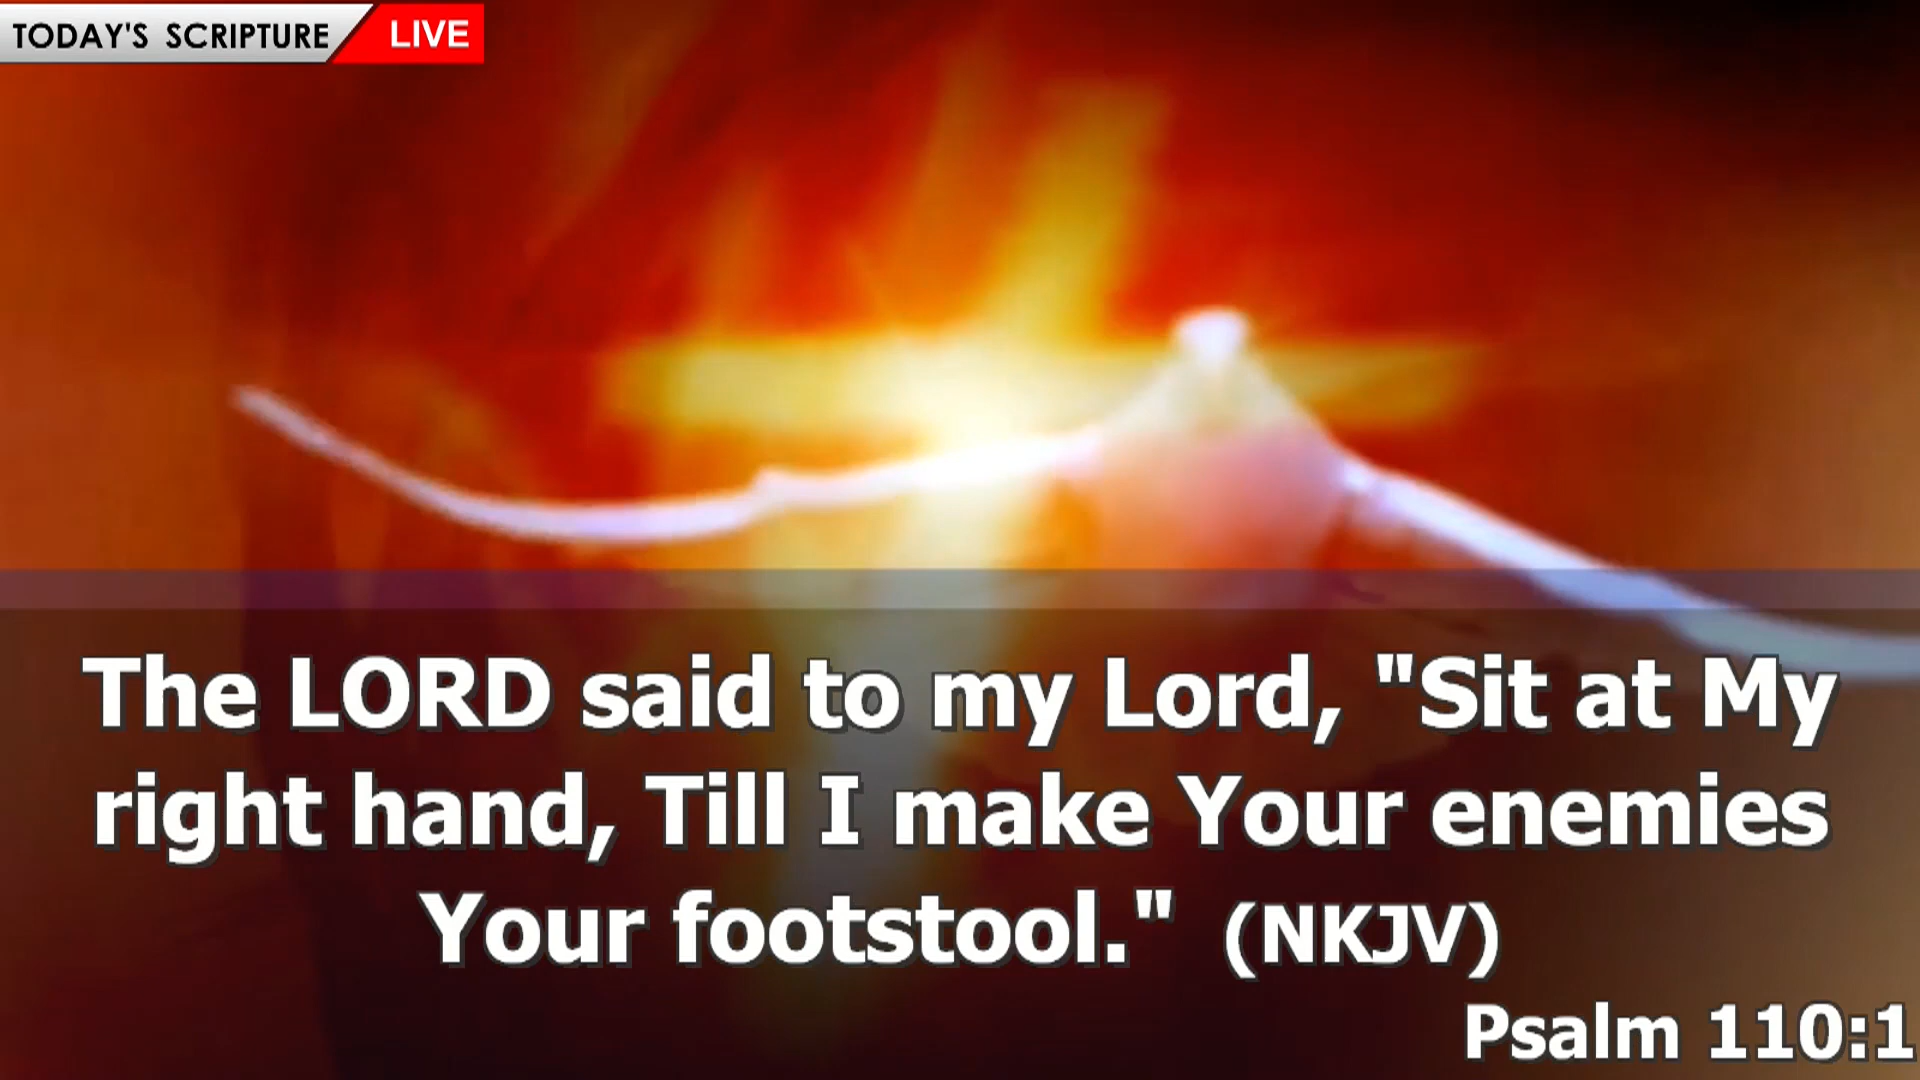 TODAY'S SCRIPTURE LIVE
The LORD said to my Lord, "Sit at My
right hand, Till I make Your enemies
Your footstool." (NKJV)
Psalm 110:1